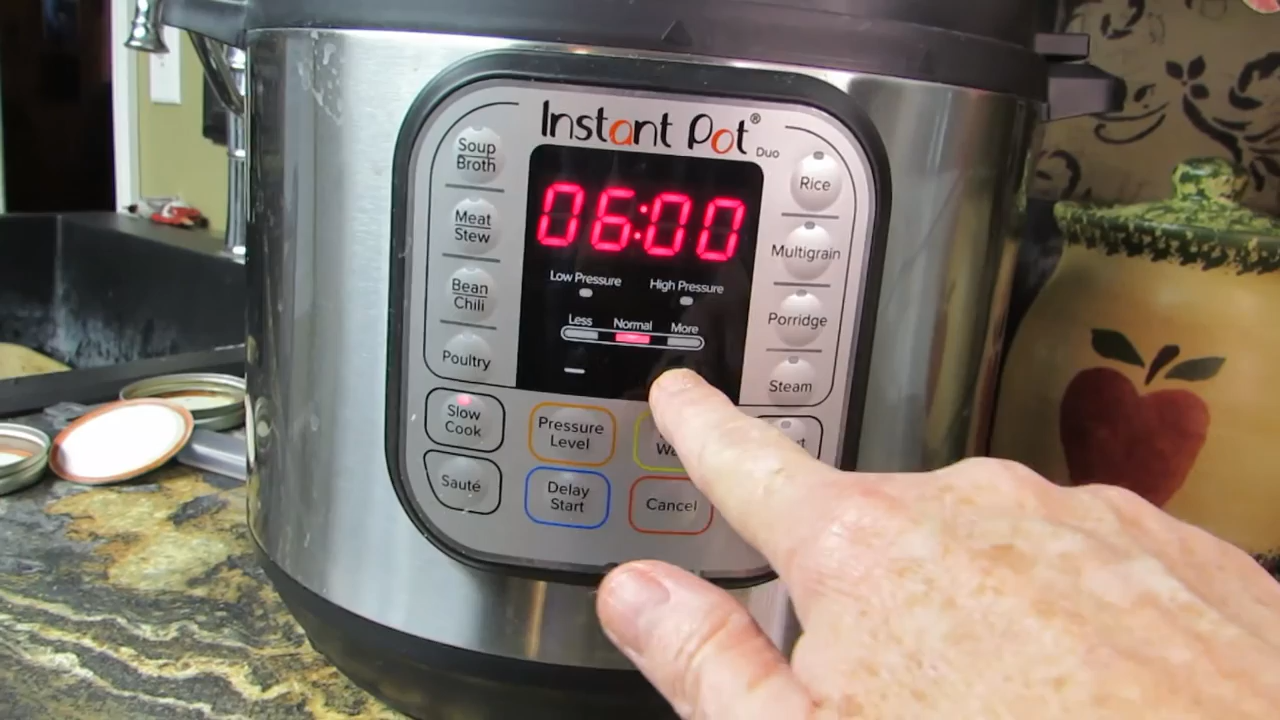 Instant Pot®
Duo
Soup
Broth
Meat
Stew
Bean
Chili
Poultry
Slow
Cook
Sauté
06:00
Low Pressure
High Pressure
Less
Normal
More
Pressure
Level
Delay
Start
Cancel
Rice
Multigrain
Porridge
Steam